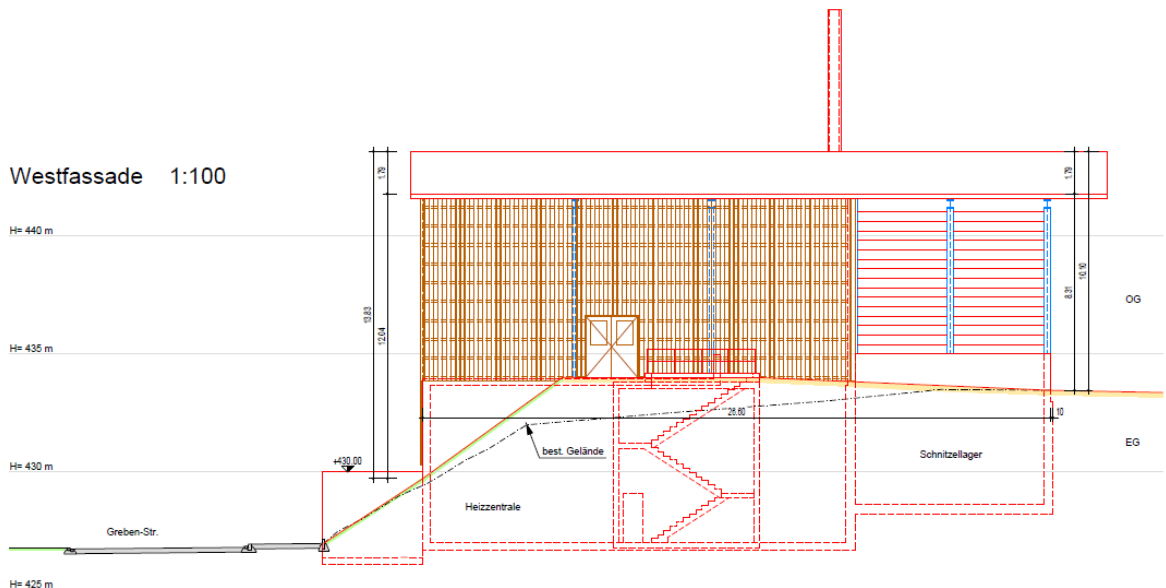 Westfassade 1:100
1.79
1.79
H= 440 m
13.83
12.04
8.31
10.10
OG
H= 435 m
26.60
10
best. Gelände
EG
+430.00
Schnitzellager
H= 430 m
Heizzentrale
Greben-Str.
H= 425 m